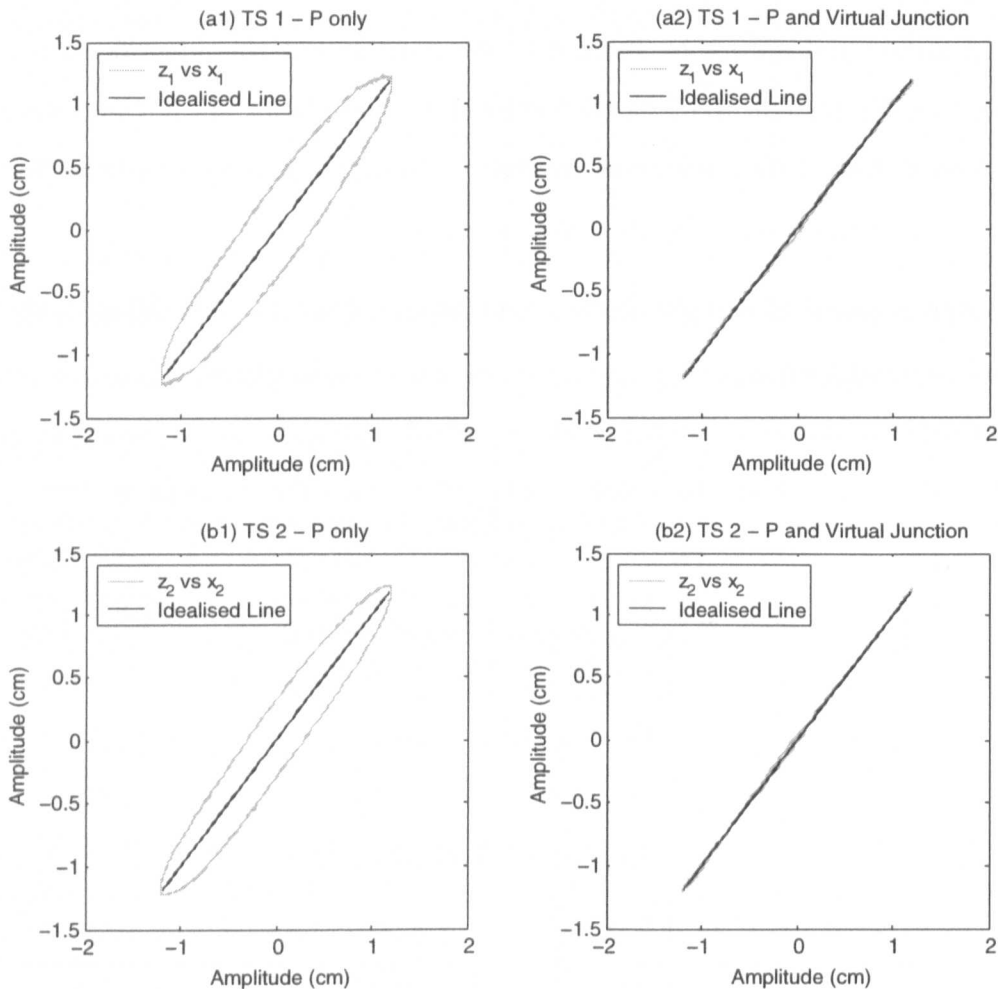 (a1) TS 1 – P only
1.5
1
0.5
0
−0.5
−1
−1.5
−2
−1
0
1
2
Amplitude (cm)
Amplitude (cm)
z1 vs x1
Idealised Line
(a2) TS 1 – P and Virtual Junction
1.5
1
0.5
0
−0.5
−1
−1.5
−2
−1
0
1
2
Amplitude (cm)
Amplitude (cm)
z1 vs x1
Idealised Line
(b1) TS 2 – P only
1.5
1
0.5
0
−0.5
−1
−1.5
−2
−1
0
1
2
Amplitude (cm)
Amplitude (cm)
z2 vs x2
Idealised Line
(b2) TS 2 – P and Virtual Junction
1.5
1
0.5
0
−0.5
−1
−1.5
−2
−1
0
1
2
Amplitude (cm)
Amplitude (cm)
z2 vs x2
Idealised Line